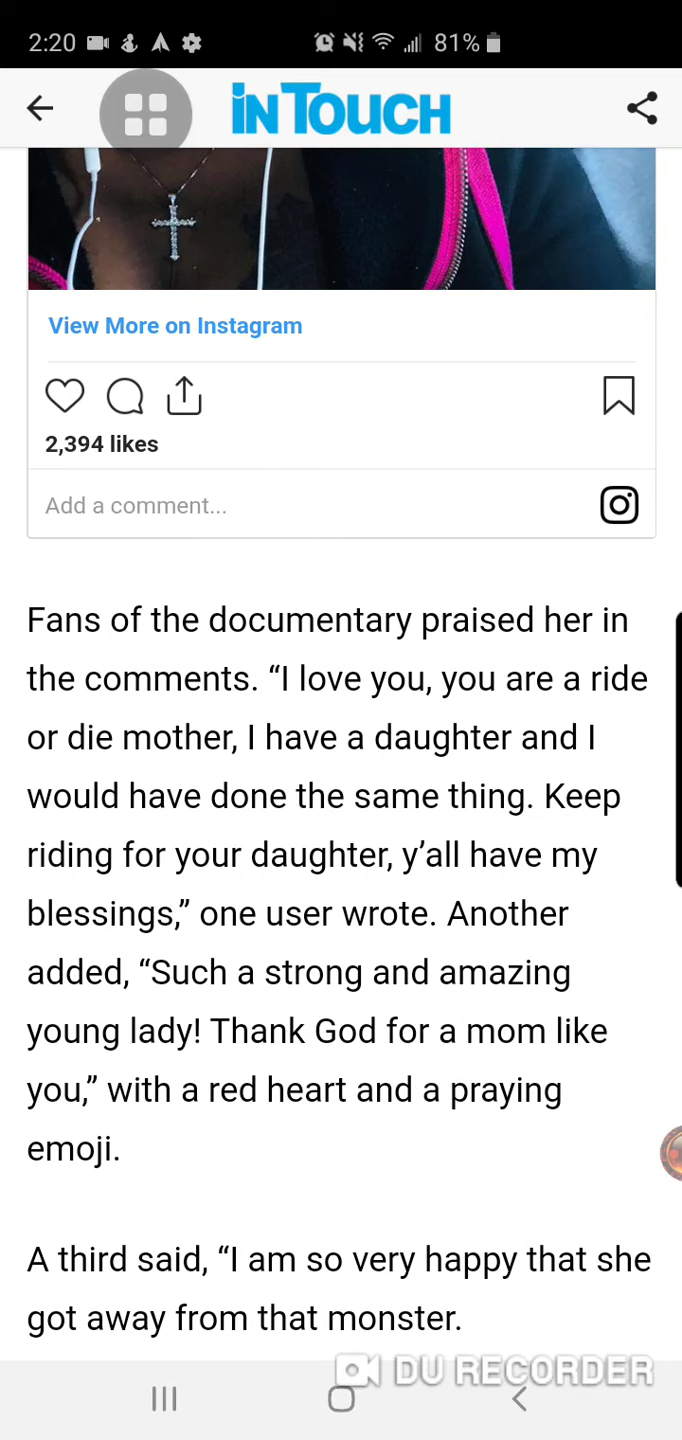 2:20
81%
INTOUCH
View More on Instagram
2,394 likes
Add a comment...
Fans of the documentary praised her in
the comments. “I love you, you are a ride
or die mother, I have a daughter and I
would have done the same thing. Keep
riding for your daughter, y’all have my
blessings,” one user wrote. Another
added, “Such a strong and amazing
young lady! Thank God for a mom like
you,” with a red heart and a praying
emoji.
A third said, “I am so very happy that she
got away from that monster.
DU RECORDER